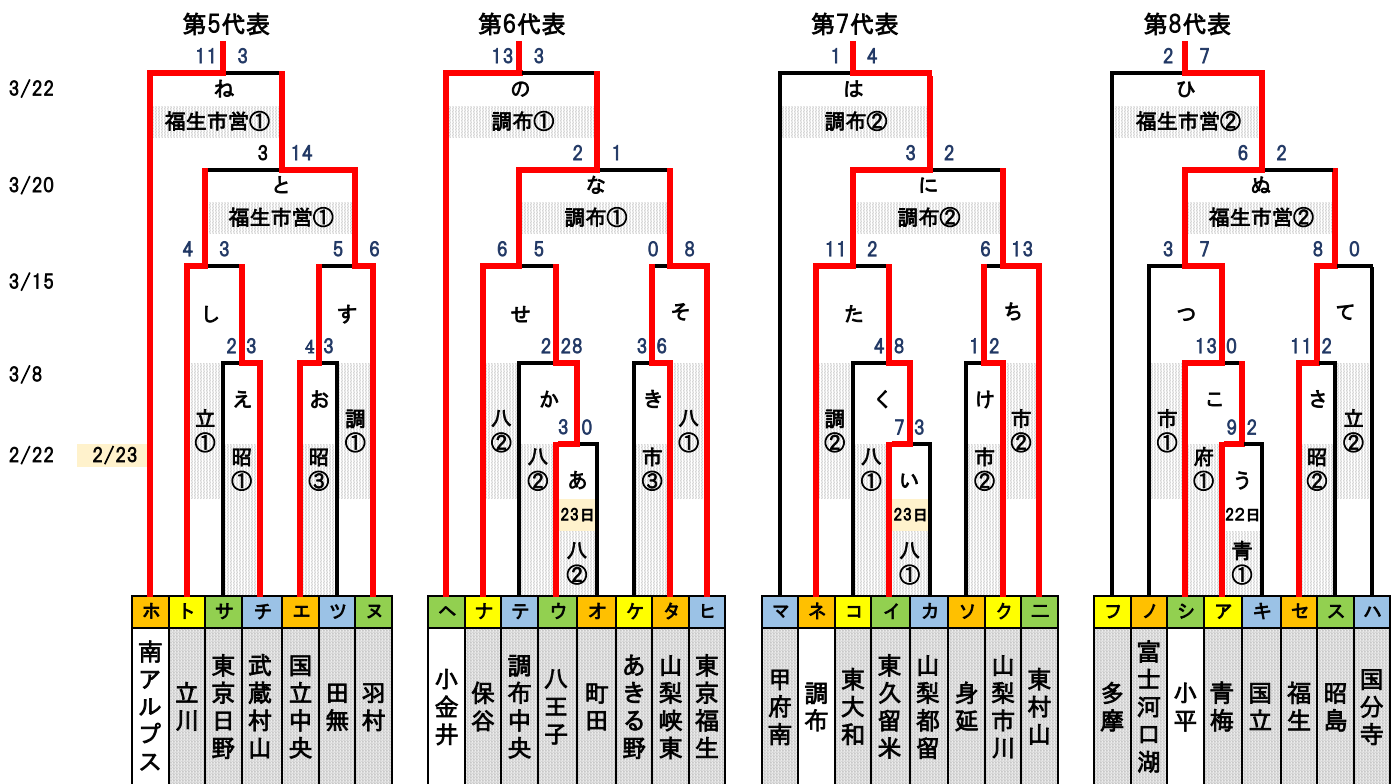 第5代表 第6代表 第7代表 第8代表
11 3 13 3 1 4 2 7
3/22 ね の は ひ
福生市営① 調布① 調布② 福生市営②
3 14 2 1 3 2 6 2
3/20 と な に ぬ
福生市営① 調布① 調布② 福生市営②
4 3 5 6 6 5 0 8 11 2 6 13 3 7 8 0
3/15
し す せ そ た ち つ て
2 3 4 3 2 28 3 6 4 8 1 2 13 0 11 2
3/8
え お か き く け こ さ
立① 調① 八② 八① 調② 市② 市① 立②
3 0 7 3 9 2
2/22 2/23
昭① 昭③ 八② 市③ 八① 市② 府① 昭②
あ い う
23日 23日 22日
八② 八① 青①
ホ ト サ チ エ ツ ヌ ヘ ナ テ ウ オ ケ タ ヒ マ ネ コ イ カ ソ ク ニ フ ノ シ ア キ セ ス ハ
南アルプス
立川
東京日野
武蔵村山
国立中央
田無
羽村
小金井
保谷
調布中央
八王子
町田
あきる野
山梨峡東
東京福生
甲府南
調布
東大和
東久留米
山梨都留
身延
山梨市川
東村山
多摩
富士河口湖
小平
青梅
国立
福生
昭島
国分寺